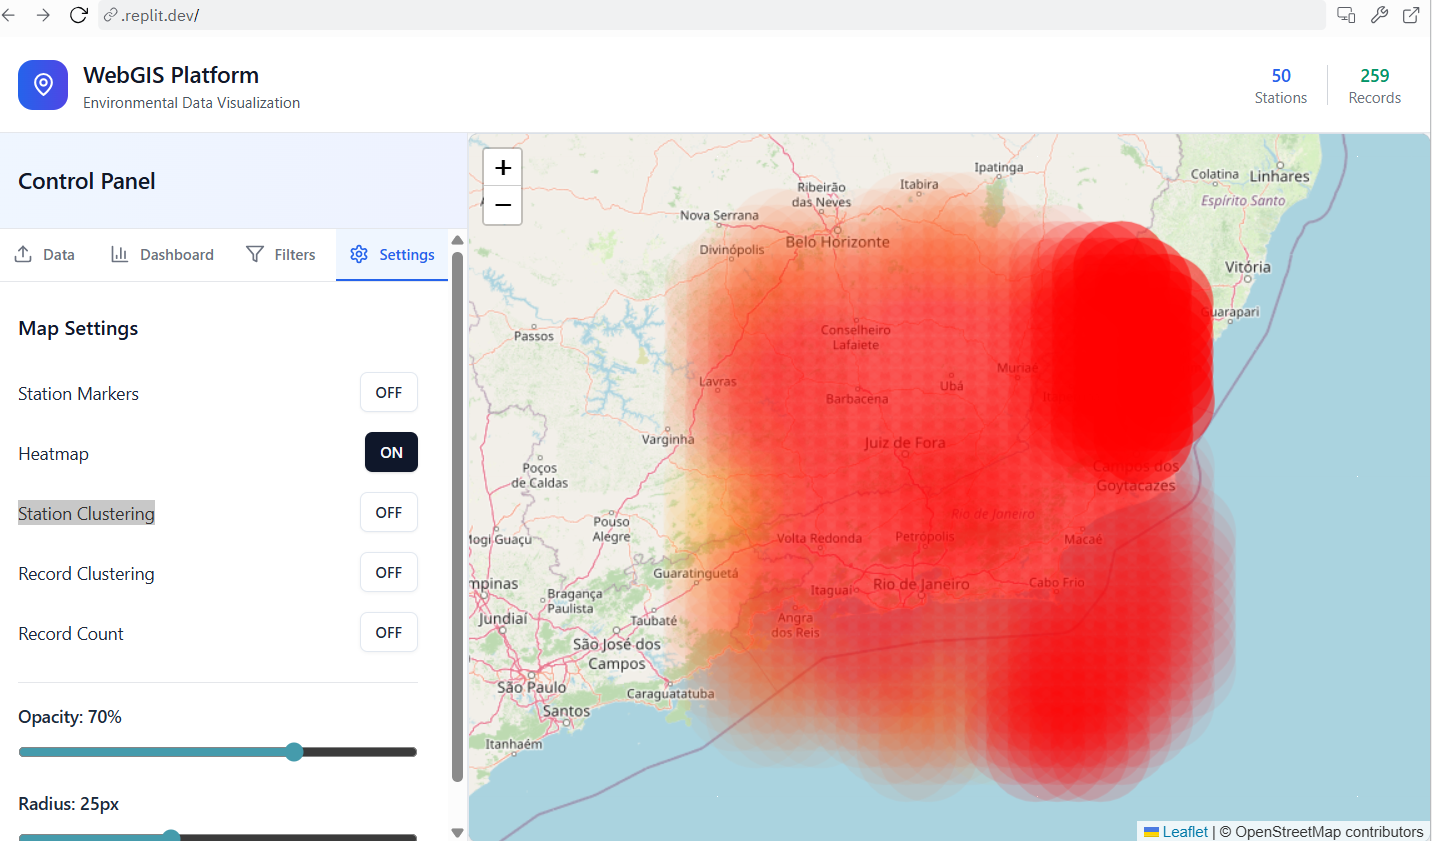 .replit.dev/
WebGIS Platform
Environmental Data Visualization
50
Stations
259
Records
Control Panel
Data
Dashboard
Filters
Settings
Map Settings
Station Markers
OFF
Heatmap
ON
Station Clustering
OFF
Record Clustering
OFF
Record Count
OFF
Opacity: 70%
Radius: 25px
+
−
Ipatinga
Colatina
Linhares
Ribeirão
das Neves
Itabira
Espírito Santo
Nova Serrana
Belo Horizonte
Divinópolis
Vitória
Guarapari
Passos
Conselheiro
Lafaiete
Muriaé
Lavras
Ubá
Barbacena
Varginha
Juiz de Fora
Poços
de Caldas
Campos dos
Goytacazes
Pouso
Alegre
Rio de Janeiro
Mogi Guaçu
Volta Redonda
Petrópolis
Macaé
Guaratinguetá
mpinas
Itaguaí
Rio de Janeiro
Cabo Frio
Bragança
Paulista
Jundiaí
Taubaté
Angra
dos Reis
São José dos
Campos
São Paulo
Caraguatatuba
Santos
Itanhaém
Leaflet | © OpenStreetMap contributors